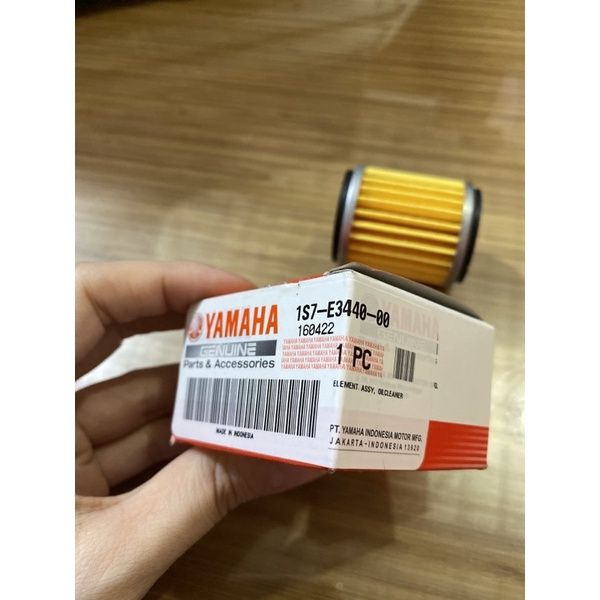 YAMAHA
GENUINE
Parts & Accessories
MADE IN INDONESIA
1S7-E3440-00
160422
1 PC
ELEMENT ASSY, OILCLEANER
PT. YAMAHA INDONESIA MOTOR MFG.
JAKARTA-INDONESIA 13920